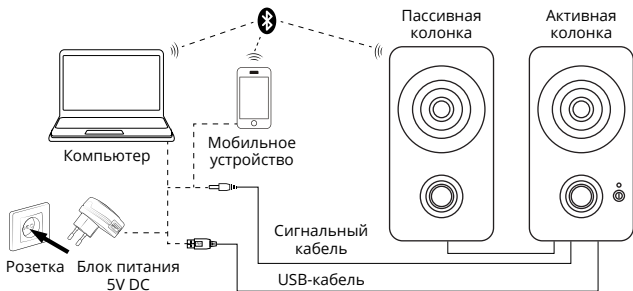 Пассивная
колонка
Активная
колонка
Компьютер
Мобильное
устройство
Сигнальный
кабель
Розетка
Блок питания
5V DC
USB-кабель